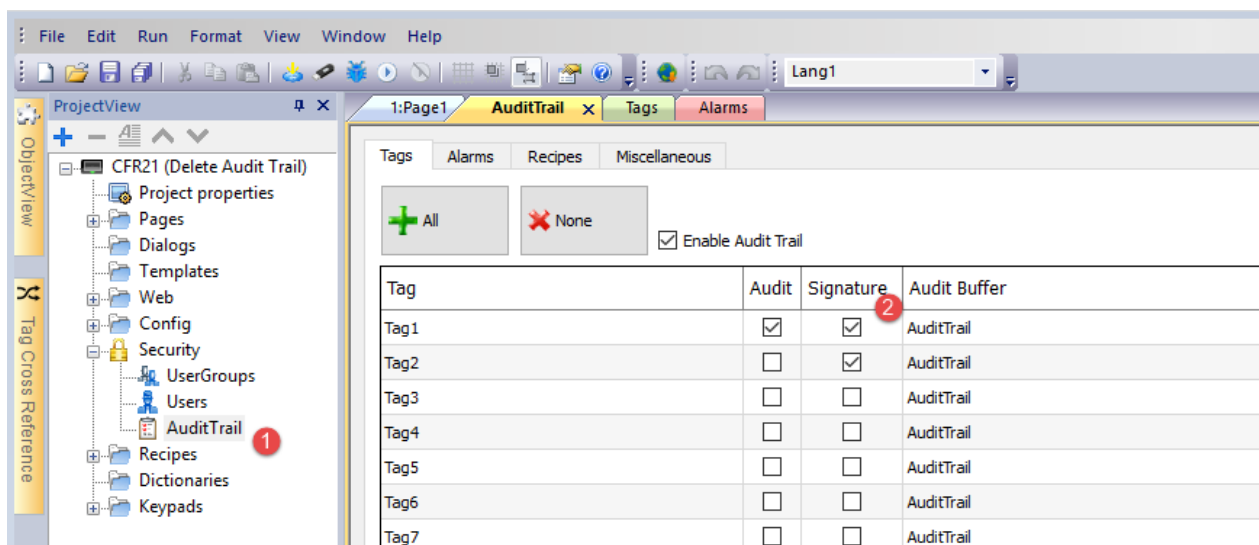 File Edit Run Format View Window Help
Lang1
ProjectView
1:Page1 AuditTrail Tags Alarms
ObjectView
Tag Cross Reference
CFR21 (Delete Audit Trail)
Project properties
Pages
Dialogs
Templates
Web
Config
Security
UserGroups
Users
AuditTrail 1
Recipes
Dictionaries
Keypads
Tags Alarms Recipes Miscellaneous
All None Enable Audit Trail
Tag Audit Signature 2 Audit Buffer
Tag1 AuditTrail
Tag2 AuditTrail
Tag3 AuditTrail
Tag4 AuditTrail
Tag5 AuditTrail
Tag6 AuditTrail
Tag7 AuditTrail